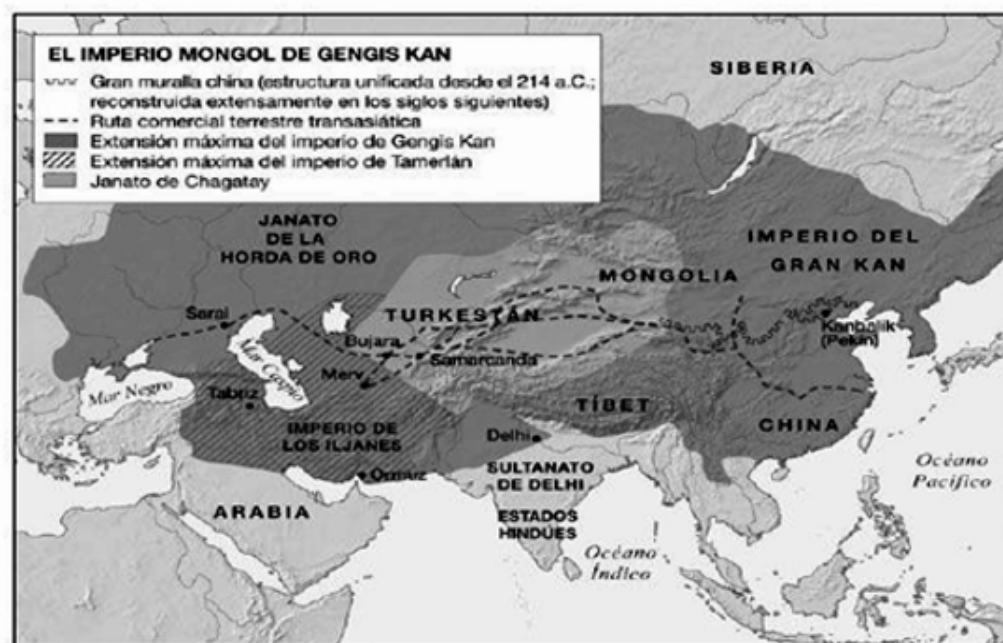 EL IMPERIO MONGOL DE GENGIS KAN
Gran muralla china (estructura unificada desde el 214 a.C.;
reconstruida extensamente en los siglos siguientes)
Ruta comercial terrestre transasiática
Extensión máxima del imperio de Gengis Kan
Extensión máxima del imperio de Tamerlán
Janato de Chagatay
SIBERIA
JANATO
DE LA
HORDA DE ORO
IMPERIO DEL
GRAN KAN
MONGOLIA
Sarai
TURKESTÁN
Bujara
Kanbalik
(Pekín)
Samarcanda
Mar Caspio
Merv
Mar Negro
Tabriz
TÍBET
IMPERIO DE
LOS ILJANES
Delhi
CHINA
Ormuz
SULTANATO
DE DELHI
Océano
Pacífico
ARABIA
ESTADOS
HINDÚES
Océano
Índico